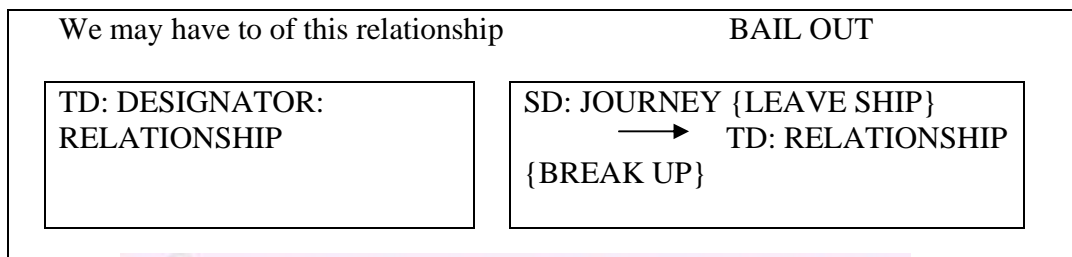 We may have to of this relationship BAIL OUT
TD: DESIGNATOR:
RELATIONSHIP
SD: JOURNEY {LEAVE SHIP}
TD: RELATIONSHIP
{BREAK UP}